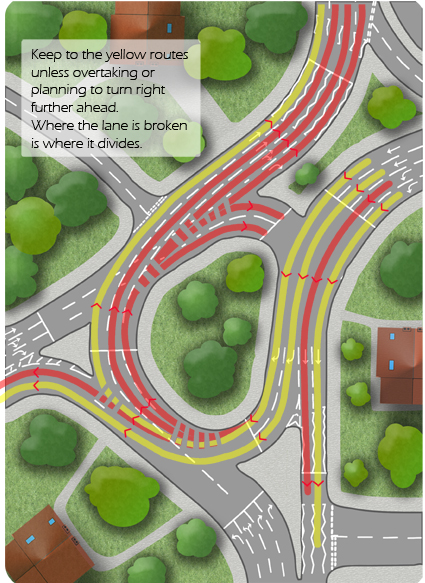 Keep to the yellow routes
unless overtaking or
planning to turn right
further ahead.
Where the lane is broken
is where it divides.